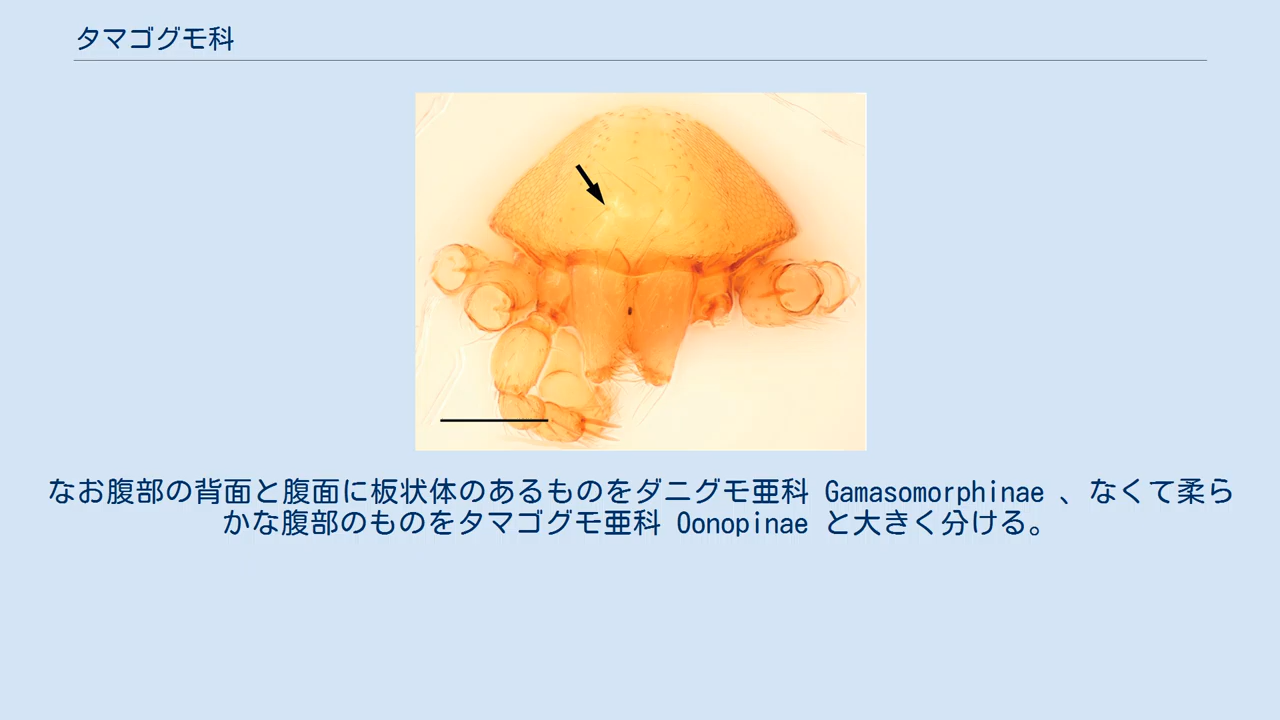 タマゴグモ科
なお腹部の背面と腹面に板状体のあるものをダニグモ亜科 Gamasomorphinae 、なくて柔ら
かな腹部のものをタマゴグモ亜科 Oonopinae と大きく分ける。